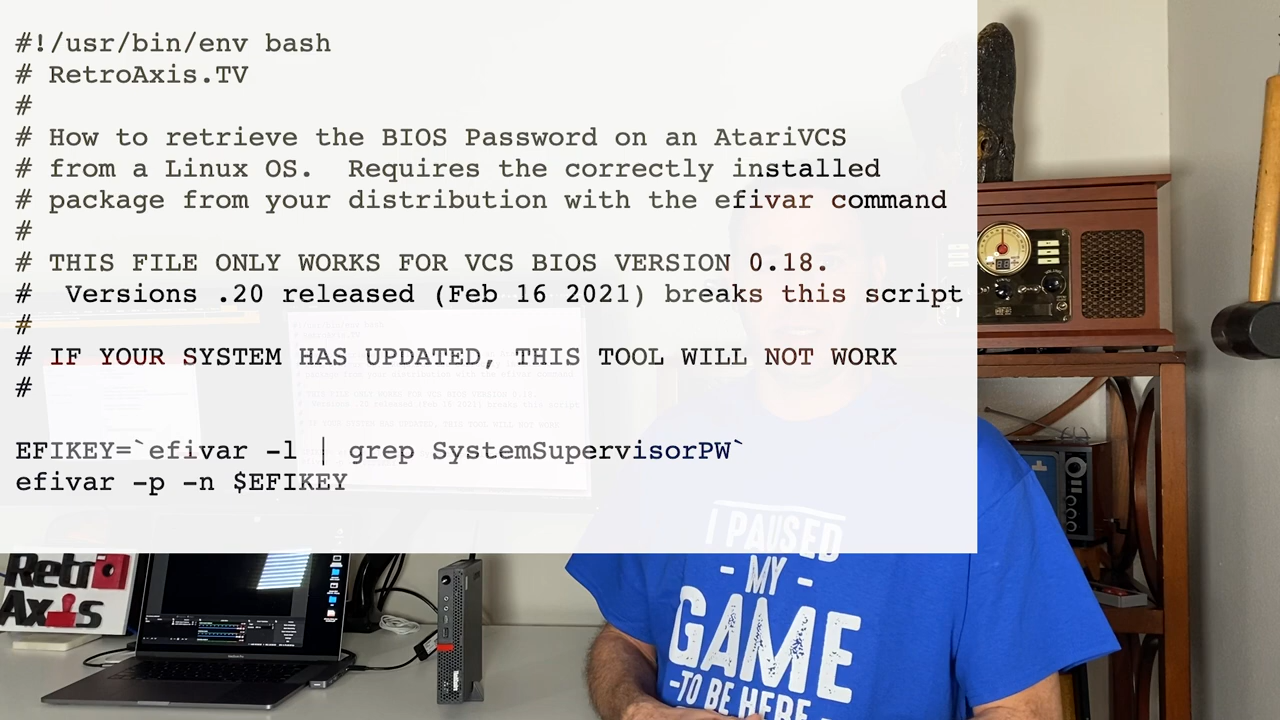 #!/usr/bin/env bash
# RetroAxis.TV
#
# How to retrieve the BIOS Password on an AtariVCS
# from a Linux OS.  Requires the correctly installed
# package from your distribution with the efivar command
#
# THIS FILE ONLY WORKS FOR VCS BIOS VERSION 0.18.
#  Versions .20 released (Feb 16 2021) breaks this script
#
# IF YOUR SYSTEM HAS UPDATED, THIS TOOL WILL NOT WORK
#
EFIKEY=`efivar -l | grep SystemSupervisorPW`
efivar -p -n $EFIKEY
I PAUSED
- MY -
GAME
-TO BE HERE-
Retr
Axis